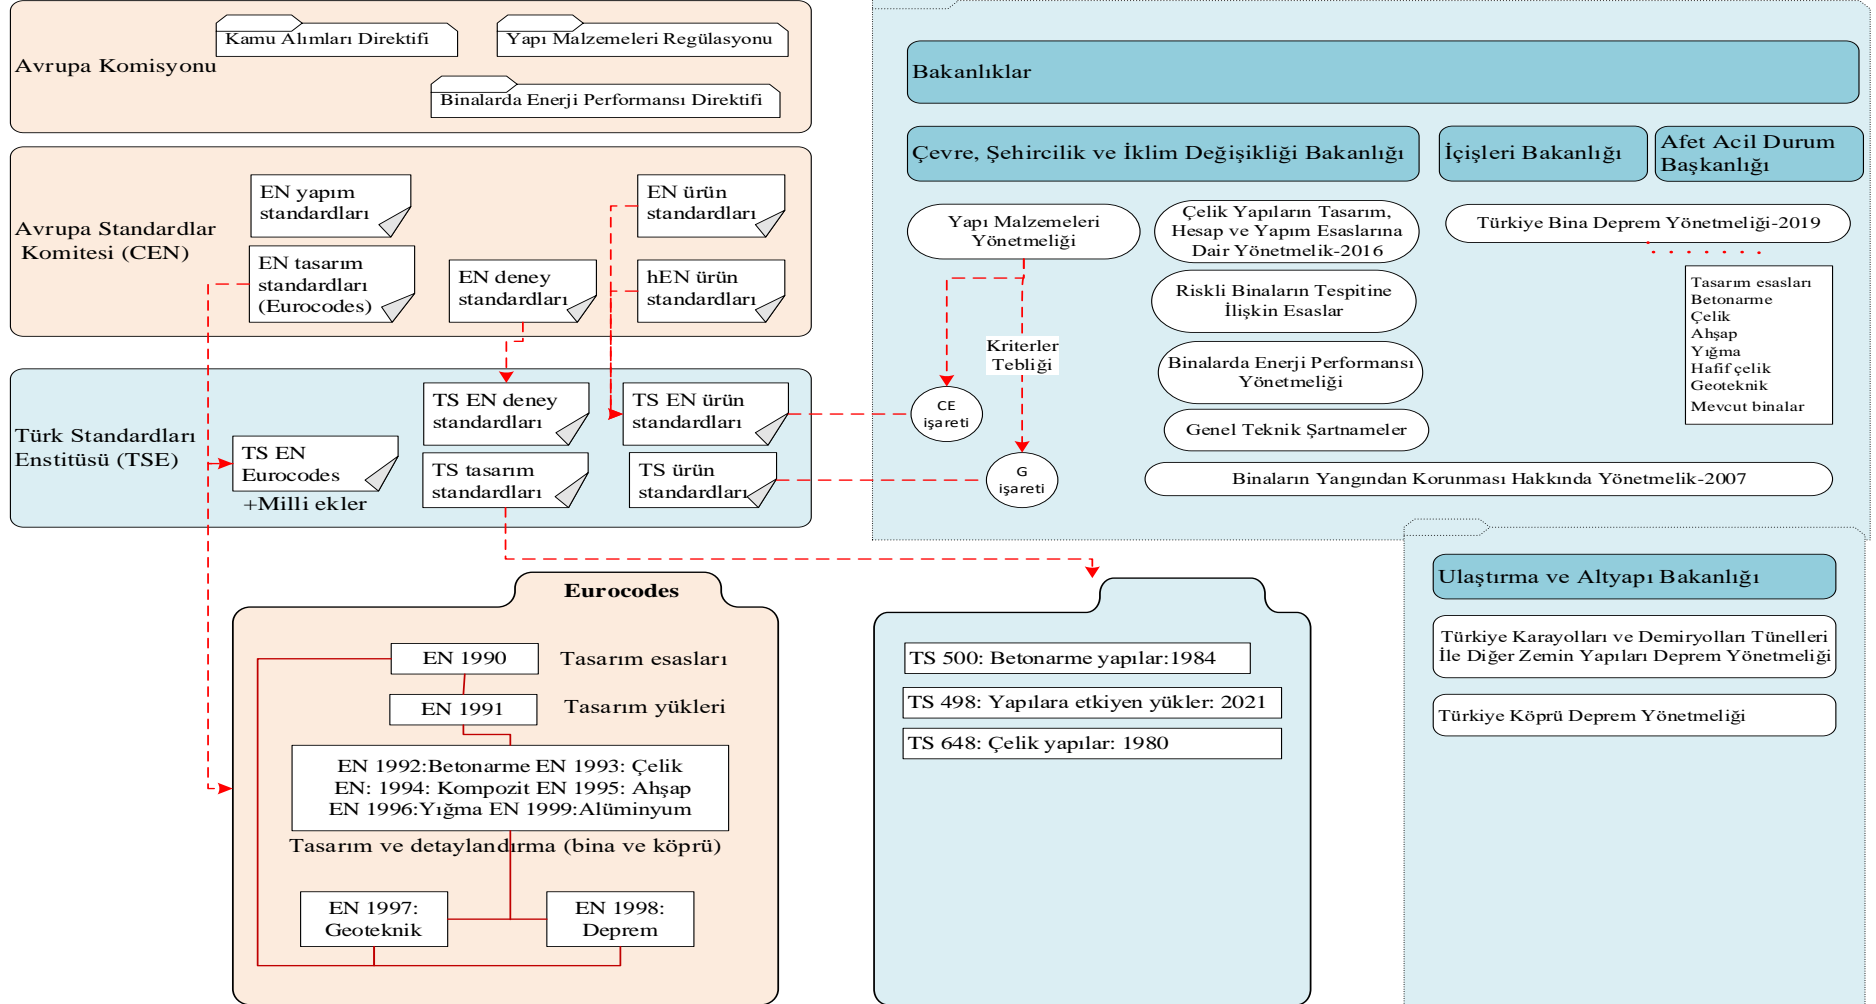 Avrupa Komisyonu
Kamu Alımları Direktifi
Yapı Malzemeleri Regülasyonu
Binalarda Enerji Performansı Direktifi
Avrupa Standardlar
Komitesi (CEN)
EN yapım
standardları
EN tasarım
standardları
(Eurocodes)
EN deney
standardları
EN ürün
standardları
hEN ürün
standardları
Türk Standardları
Enstitüsü (TSE)
TS EN
Eurocodes
+Milli ekler
TS EN deney
standardları
TS tasarım
standardları
TS EN ürün
standardları
TS ürün
standardları
Bakanlıklar
Çevre, Şehircilik ve İklim Değişikliği Bakanlığı
İçişleri Bakanlığı
Afet Acil Durum
Başkanlığı
Yapı Malzemeleri
Yönetmeliği
Kriterler
Tebliği
CE
işareti
G
işareti
Çelik Yapıların Tasarım,
Hesap ve Yapım Esaslarına
Dair Yönetmelik-2016
Riskli Binaların Tespitine
İlişkin Esaslar
Binalarda Enerji Performansı
Yönetmeliği
Genel Teknik Şartnameler
Binaların Yangından Korunması Hakkında Yönetmelik-2007
Türkiye Bina Deprem Yönetmeliği-2019
Tasarım esasları
Betonarme
Çelik
Ahşap
Yığma
Hafif çelik
Geoteknik
Mevcut binalar
Eurocodes
EN 1990
Tasarım esasları
EN 1991
Tasarım yükleri
EN 1992:Betonarme EN 1993: Çelik
EN: 1994: Kompozit EN 1995: Ahşap
EN 1996:Yığma EN 1999:Alüminyum
Tasarım ve detaylandırma (bina ve köprü)
EN 1997:
Geoteknik
EN 1998:
Deprem
TS 500: Betonarme yapılar:1984
TS 498: Yapılara etkiyen yükler: 2021
TS 648: Çelik yapılar: 1980
Ulaştırma ve Altyapı Bakanlığı
Türkiye Karayolları ve Demiryolları Tünelleri
İle Diğer Zemin Yapıları Deprem Yönetmeliği
Türkiye Köprü Deprem Yönetmeliği